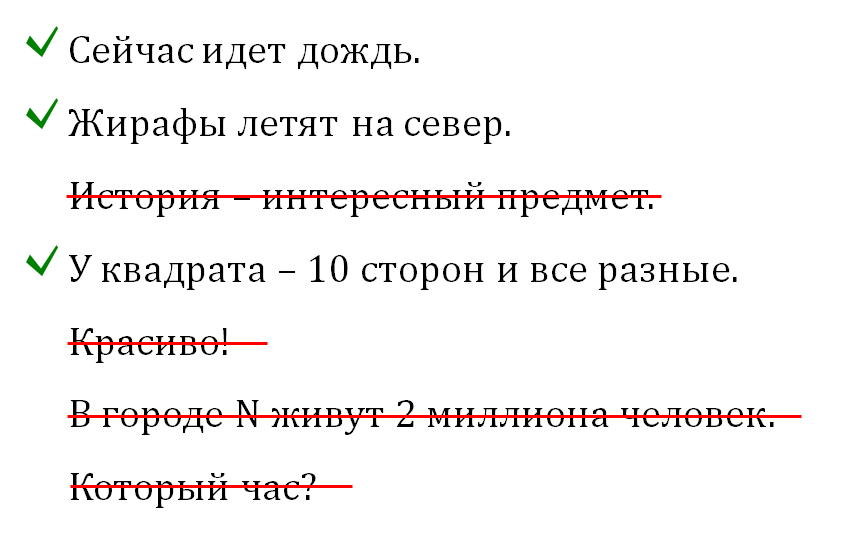 Сейчас идет дождь.
Жирафы летят на север.
История – интересный предмет.
У квадрата – 10 сторон и все разные.
Красиво!
В городе N живут 2 миллиона человек.
Который час?